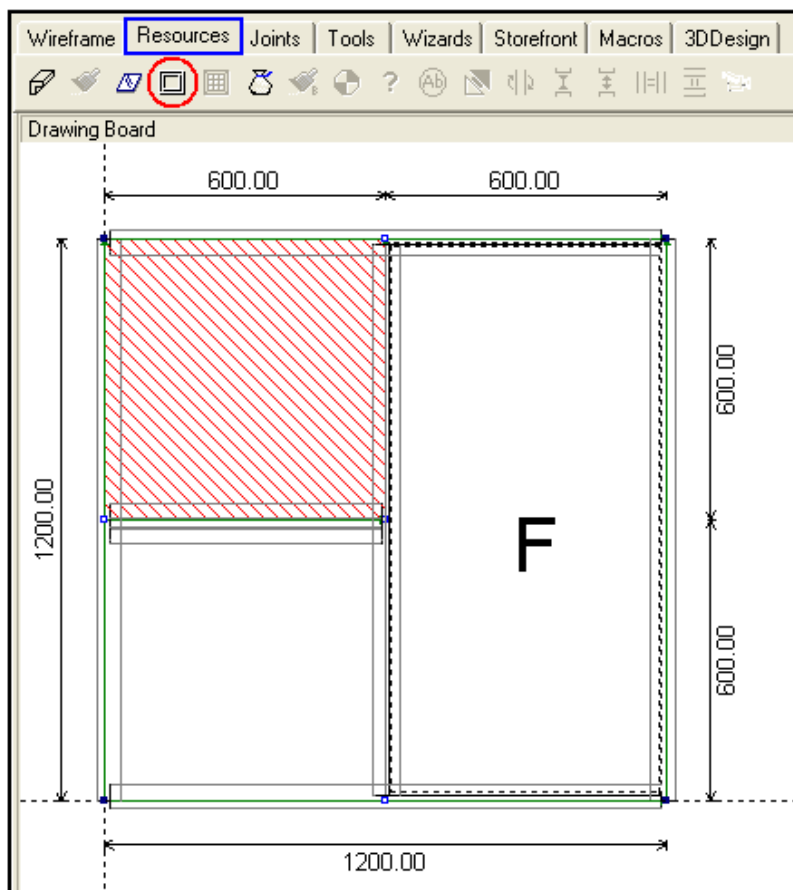 Wireframe Resources Joints Tools Wizards Storefront Macros 3DDesign
? Ab
Drawing Board
600.00 600.00
600.00
1200.00
F
600.00
1200.00